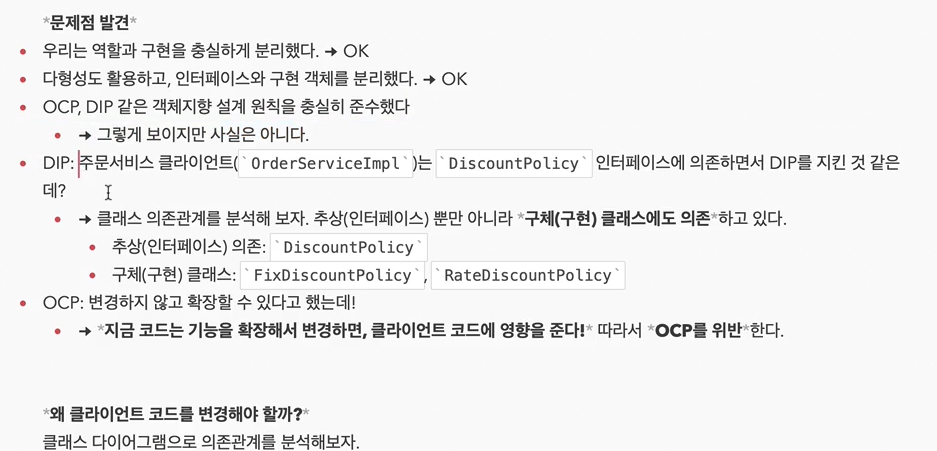 *문제점 발견*
• 우리는 역할과 구현을 충실하게 분리했다. → OK
• 다형성도 활용하고, 인터페이스와 구현 객체를 분리했다. → OK
• OCP, DIP 같은 객체지향 설계 원칙을 충실히 준수했다
• → 그렇게 보이지만 사실은 아니다.
• DIP: 주문서비스 클라이언트(`OrderServiceImpl`)는 `DiscountPolicy` 인터페이스에 의존하면서 DIP를 지킨 것 같은
데?
• → 클래스 의존관계를 분석해 보자. 추상(인터페이스) 뿐만 아니라 *구체(구현) 클래스에도 의존*하고 있다.
• 추상(인터페이스) 의존: `DiscountPolicy`
• 구체(구현) 클래스: `FixDiscountPolicy`, `RateDiscountPolicy`
• OCP: 변경하지 않고 확장할 수 있다고 했는데!
• → *지금 코드는 기능을 확장해서 변경하면, 클라이언트 코드에 영향을 준다!* 따라서 *OCP를 위반*한다.
*왜 클라이언트 코드를 변경해야 할까?*
클래스 다이어그램으로 의존관계를 분석해보자.